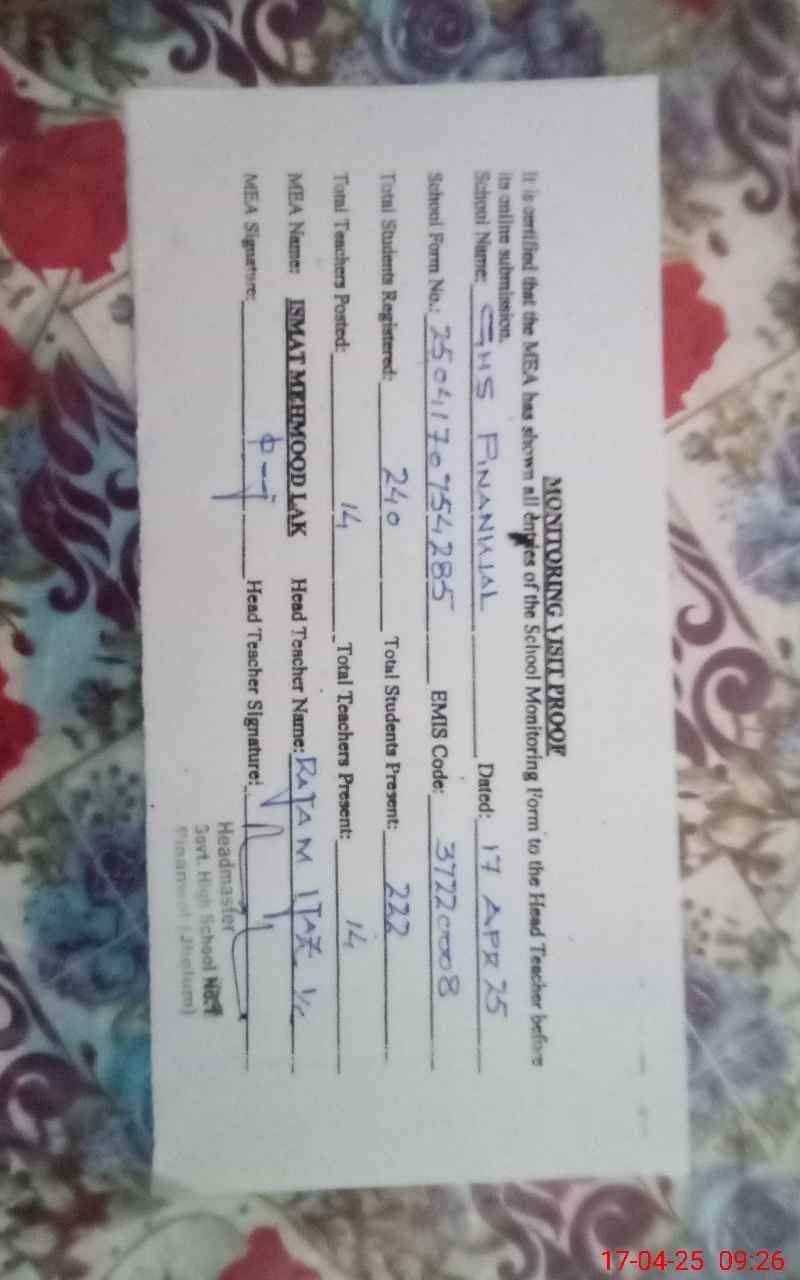 MONITORING VISIT PROOF
It is certified that the MEA has shown all entries of the School Monitoring Form to the Head Teacher before
its online submission.
School Name: GHS PINANWAL Dated: 17 APR 25
School Form No.: 2504170754285 EMIS Code: 37220008
Total Students Registered: 240 Total Students Present: 222
Total Teachers Posted: 14 Total Teachers Present: 14
MEA Name: ISMAT MEHMOOD LAK Head Teacher Name: RAJA M IJAZ I/C
MEA Signature: Head Teacher Signature:
Headmaster
Govt. High School No.1
Pinanwal (Jhelum)
17-04-25 09:26